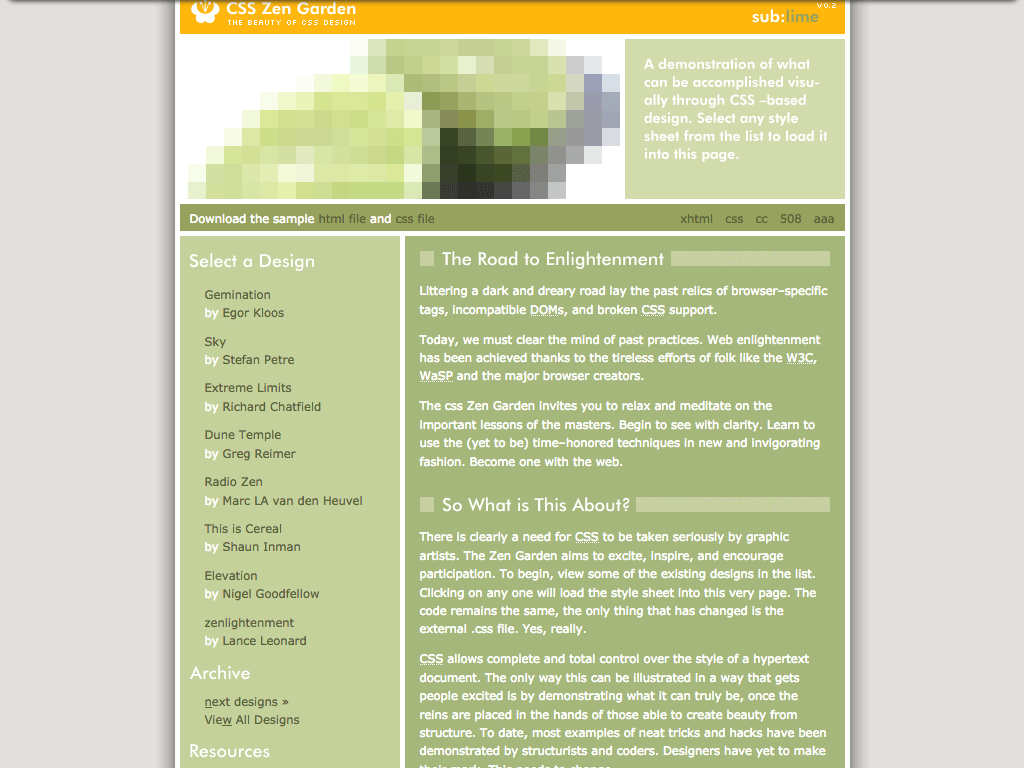 CSS Zen Garden
THE BEAUTY OF CSS DESIGN
V 0.2
sub:lime
A demonstration of what
can be accomplished visu-
ally through CSS –based
design. Select any style
sheet from the list to load it
into this page.
Download the sample html file and css file
xhtml css cc 508 aaa
Select a Design
Gemination
by Egor Kloos
Sky
by Stefan Petre
Extreme Limits
by Richard Chatfield
Dune Temple
by Greg Reimer
Radio Zen
by Marc LA van den Heuvel
This is Cereal
by Shaun Inman
Elevation
by Nigel Goodfellow
zenlightenment
by Lance Leonard
Archive
next designs »
View All Designs
Resources
The Road to Enlightenment
Littering a dark and dreary road lay the past relics of browser–specific
tags, incompatible DOMs, and broken CSS support.
Today, we must clear the mind of past practices. Web enlightenment
has been achieved thanks to the tireless efforts of folk like the W3C,
WaSP and the major browser creators.
The css Zen Garden invites you to relax and meditate on the
important lessons of the masters. Begin to see with clarity. Learn to
use the (yet to be) time–honored techniques in new and invigorating
fashion. Become one with the web.
So What is This About?
There is clearly a need for CSS to be taken seriously by graphic
artists. The Zen Garden aims to excite, inspire, and encourage
participation. To begin, view some of the existing designs in the list.
Clicking on any one will load the style sheet into this very page. The
code remains the same, the only thing that has changed is the
external .css file. Yes, really.
CSS allows complete and total control over the style of a hypertext
document. The only way this can be illustrated in a way that gets
people excited is by demonstrating what it can truly be, once the
reins are placed in the hands of those able to create beauty from
structure. To date, most examples of neat tricks and hacks have been
demonstrated by structurists and coders. Designers have yet to make
their mark. This needs to change.